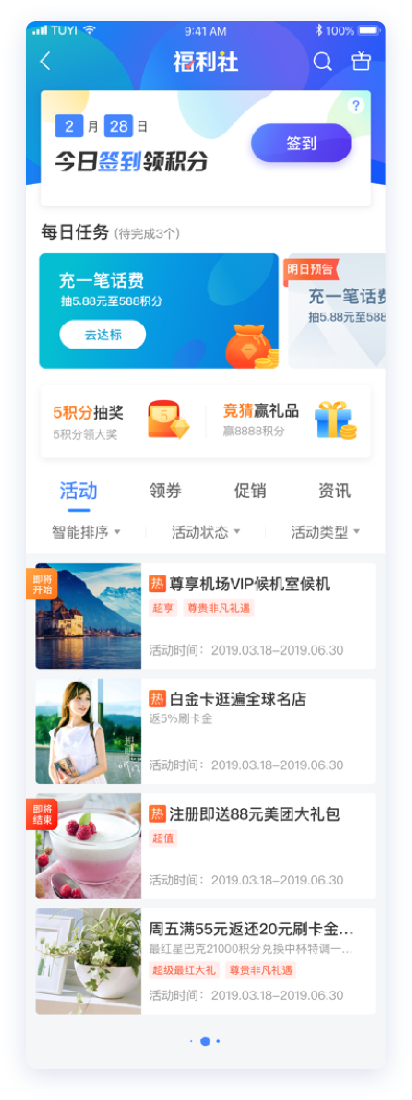 TUYI 9:41 AM 100%
福利社
2 月 28 日
?
今日签到领积分
签到
每日任务 (待完成3个)
充一笔话费
抽5.88元至588积分
去达标
明日预告
充一笔话费
抽5.88元至588
5积分抽奖
5积分领大奖
竞猜赢礼品
赢8888积分
活动 领券 促销 资讯
智能排序 活动状态 活动类型
即将
开始
热 尊享机场VIP候机室候机
超享 尊贵非凡礼遇
活动时间：2019.03.18-2019.06.30
热 白金卡逛遍全球名店
返5%刷卡金
活动时间：2019.03.18-2019.06.30
即将
结束
热 注册即送88元美团大礼包
超值
活动时间：2019.03.18-2019.06.30
周五满55元返还20元刷卡金...
最红星巴克21000积分兑换中杯特调一...
超级最红大礼 尊贵非凡礼遇
活动时间：2019.03.18-2019.06.30